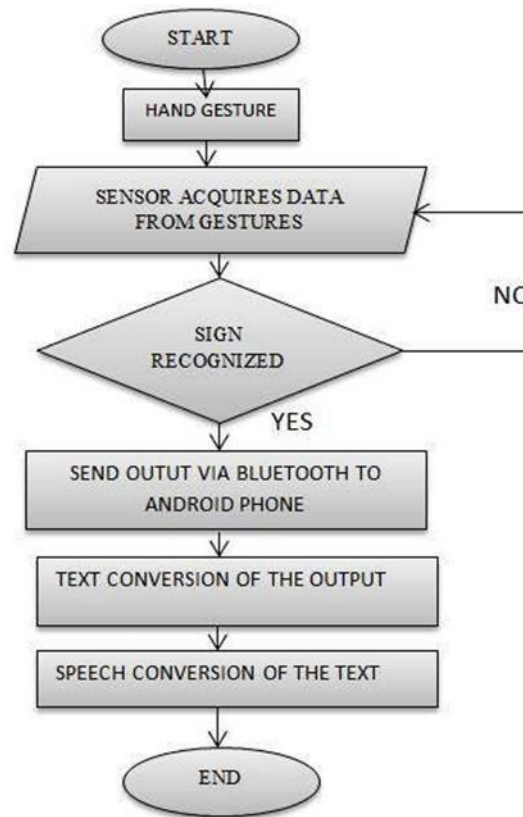 START
HAND GESTURE
SENSOR ACQUIRES DATA
FROM GESTURES
SIGN
RECOGNIZED
NO
YES
SEND OUTUT VIA BLUETOOTH TO
ANDROID PHONE
TEXT CONVERSION OF THE OUTPUT
SPEECH CONVERSION OF THE TEXT
END